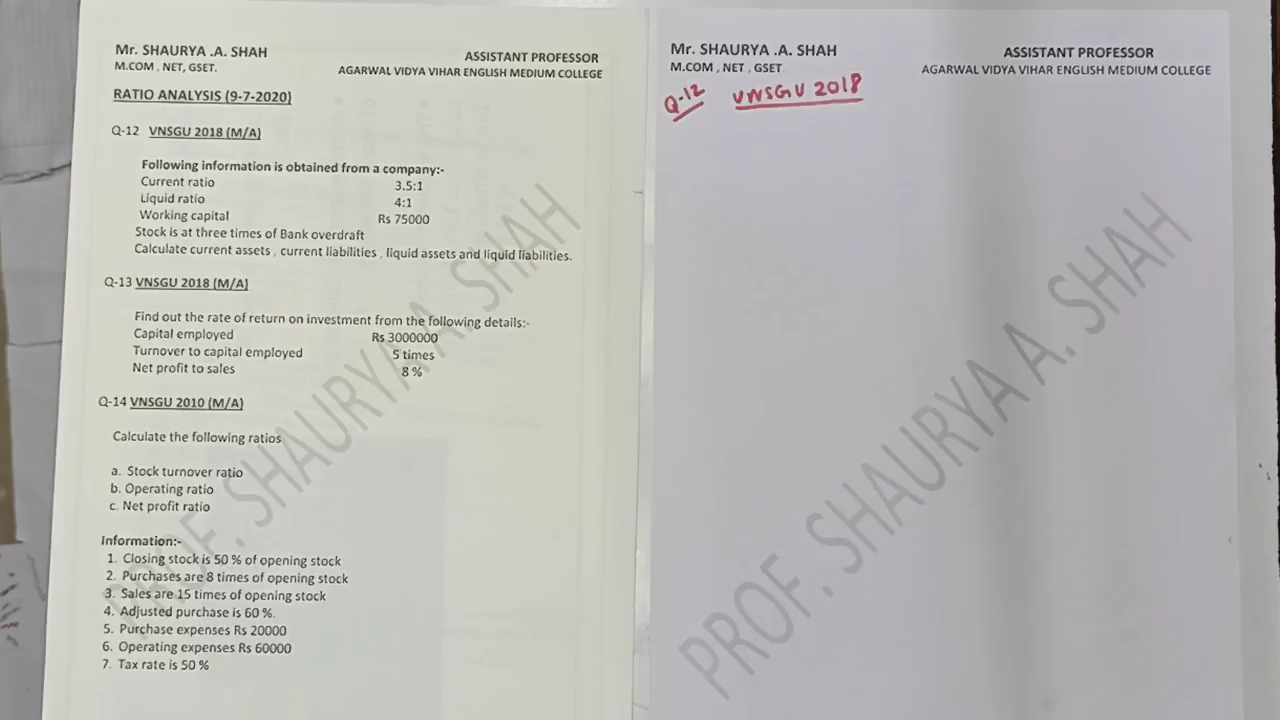 Mr. SHAURYA .A. SHAH
ASSISTANT PROFESSOR
M.COM , NET, GSET.
AGARWAL VIDYA VIHAR ENGLISH MEDIUM COLLEGE
RATIO ANALYSIS (9-7-2020)
Q-12 VNSGU 2018 (M/A)
Following information is obtained from a company:-
Current ratio 3.5:1
Liquid ratio 4:1
Working capital Rs 75000
Stock is at three times of Bank overdraft
Calculate current assets , current liabilities , liquid assets and liquid liabilities.
Q-13 VNSGU 2018 (M/A)
Find out the rate of return on investment from the following details:-
Capital employed Rs 3000000
Turnover to capital employed 5 times
Net profit to sales 8 %
Q-14 VNSGU 2010 (M/A)
Calculate the following ratios
a. Stock turnover ratio
b. Operating ratio
c. Net profit ratio
Information:-
1. Closing stock is 50 % of opening stock
2. Purchases are 8 times of opening stock
3. Sales are 15 times of opening stock
4. Adjusted purchase is 60 %.
5. Purchase expenses Rs 20000
6. Operating expenses Rs 60000
7. Tax rate is 50 %
PROF. SHAURYA A. SHAH
Mr. SHAURYA .A. SHAH
ASSISTANT PROFESSOR
M.COM , NET , GSET
AGARWAL VIDYA VIHAR ENGLISH MEDIUM COLLEGE
Q-12 VNSGU 2018
PROF. SHAURYA A. SHAH